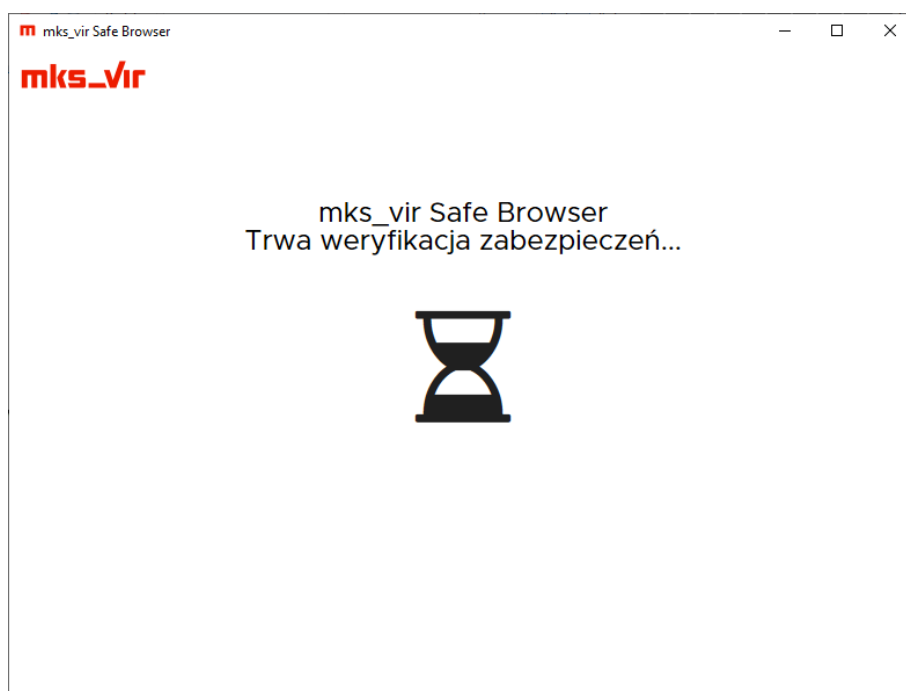 mks_vir Safe Browser
mks_vir
mks_vir Safe Browser
Trwa weryfikacja zabezpieczeń...